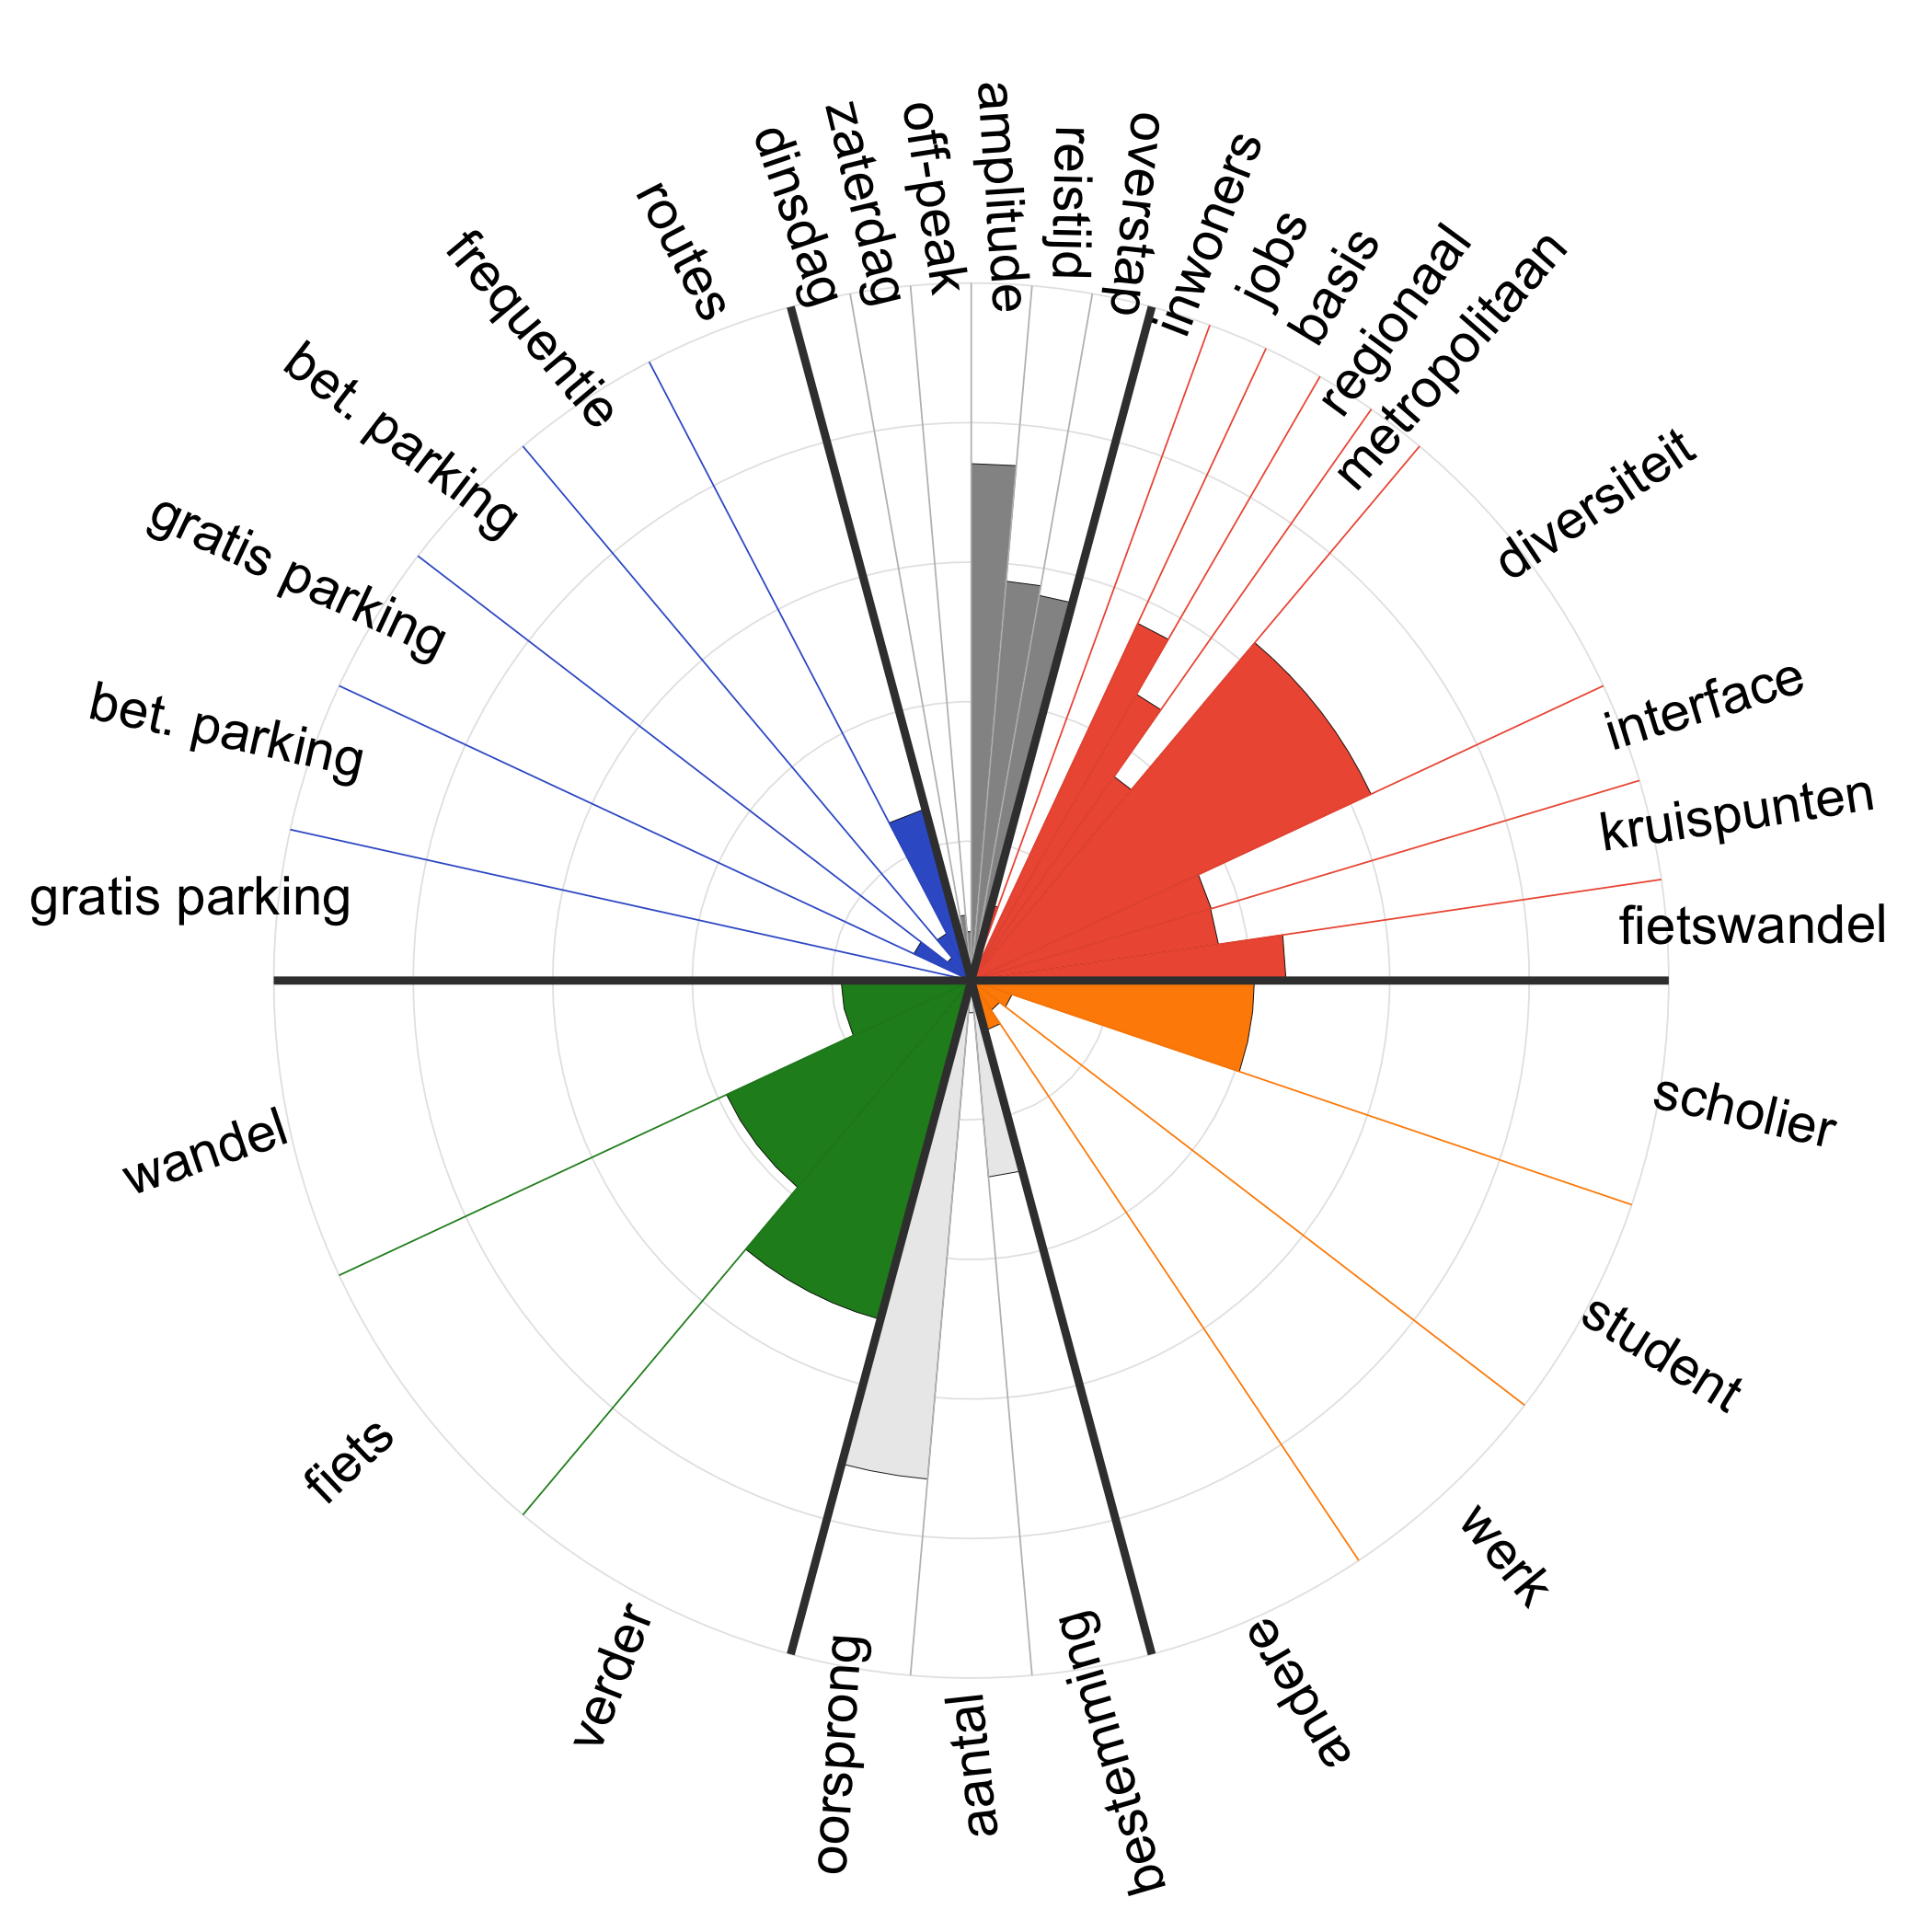 dinsdag
zaterdag
off-peak
amplitude
reistijd
overstap
inwoners
jobs
basis
regionaal
metropolitaan
diversiteit
interface
kruispunten
fietswandel
scholier
student
werk
andere
bestemming
aantal
oorsprong
verder
fiets
wandel
gratis parking
bet. parking
gratis parking
bet. parking
frequentie
routes